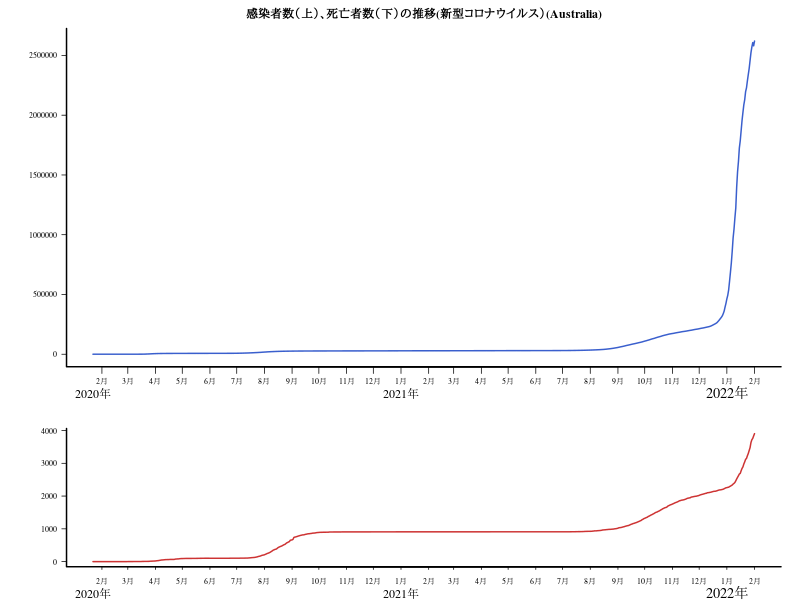 感染者数（上）、死亡者数（下）の推移(新型コロナウイルス）(Australia)
2500000
2000000
1500000
1000000
500000
0
2月 3月 4月 5月 6月 7月 8月 9月 10月 11月 12月 1月 2月 3月 4月 5月 6月 7月 8月 9月 10月 11月 12月 1月 2月
2020年 2021年 2022年
4000
3000
2000
1000
0
2月 3月 4月 5月 6月 7月 8月 9月 10月 11月 12月 1月 2月 3月 4月 5月 6月 7月 8月 9月 10月 11月 12月 1月 2月
2020年 2021年 2022年